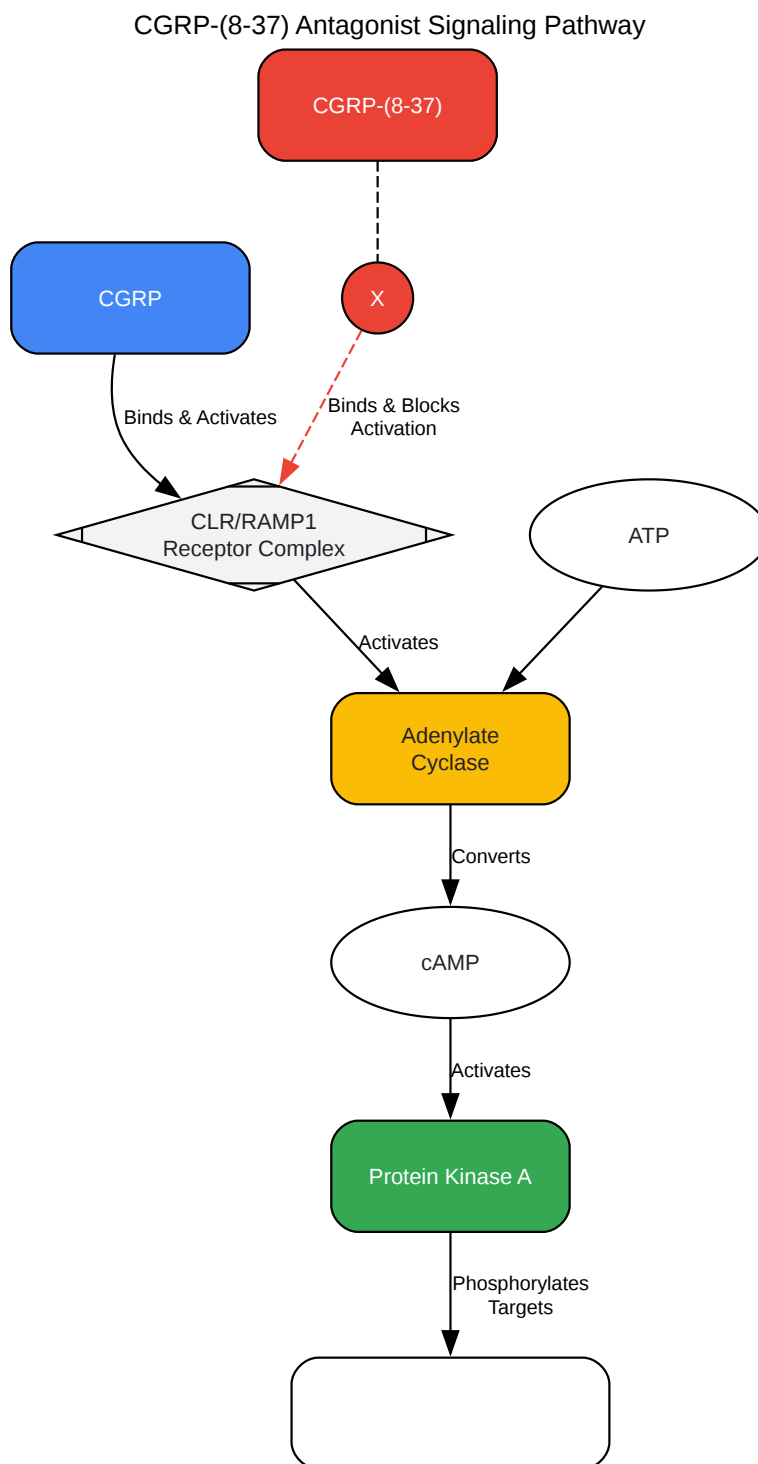 CGRP-(8-37) Antagonist Signaling Pathway
CGRP-(8-37)
CGRP
X
Binds & Activates
Binds & Blocks
Activation
CLR/RAMP1
Receptor Complex
ATP
Activates
Adenylate
Cyclase
Converts
cAMP
Activates
Protein Kinase A
Phosphorylates
Targets